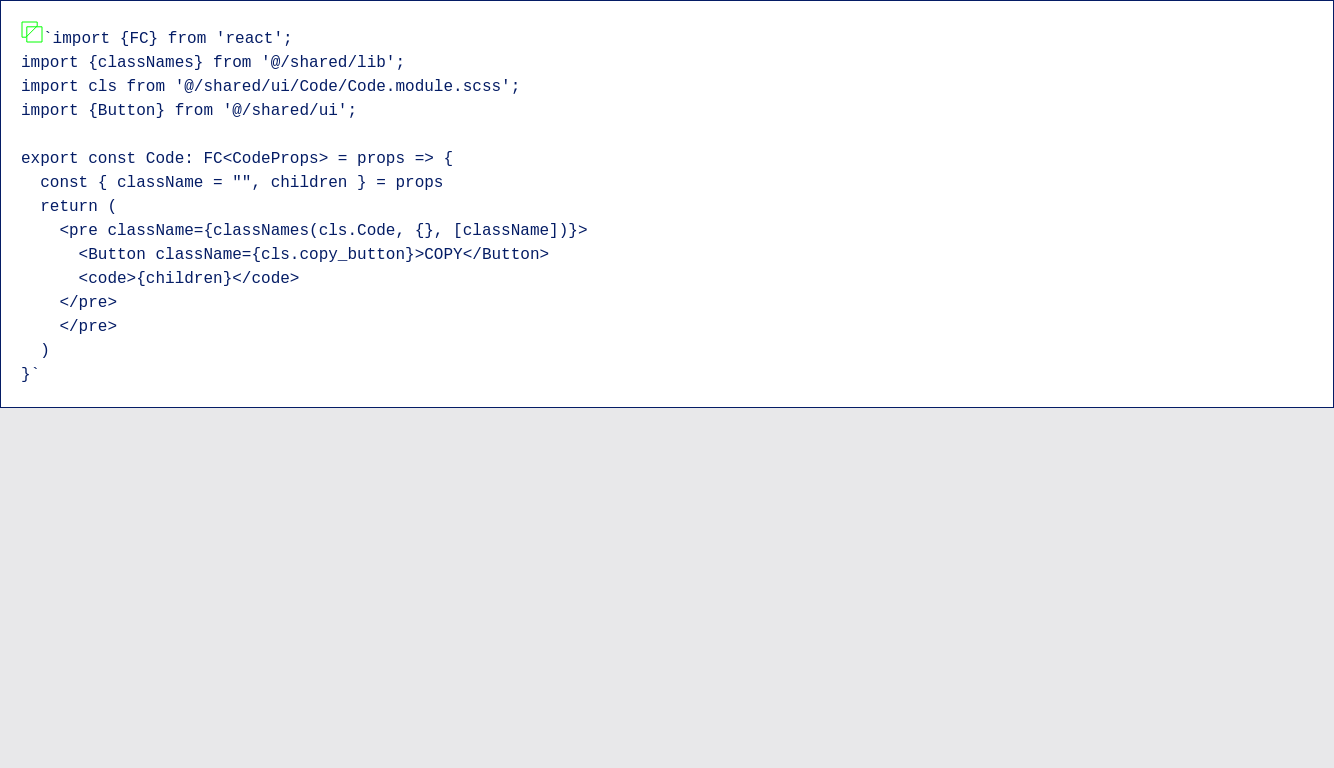 `import {FC} from 'react';
import {classNames} from '@/shared/lib';
import cls from '@/shared/ui/Code/Code.module.scss';
import {Button} from '@/shared/ui';

export const Code: FC<CodeProps> = props => {
  const { className = "", children } = props
  return (
    <pre className={classNames(cls.Code, {}, [className])}>
      <Button className={cls.copy_button}>COPY</Button>
      <code>{children}</code>
    </pre>
    </pre>
  )
}`